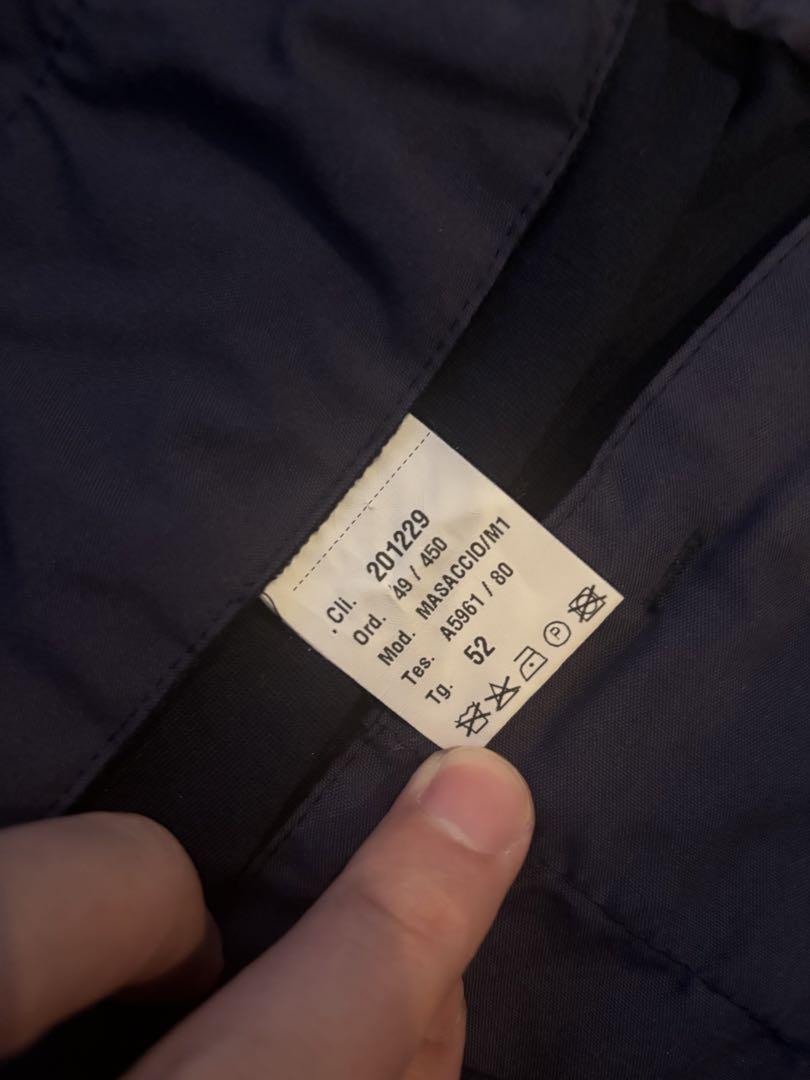 Cli. 201229
Ord. 49 / 450
Mod. MASACCIO/M1
Tes. A5961 / 80
Tg. 52
P